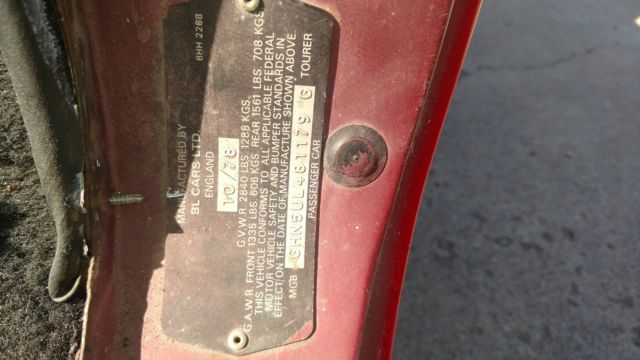 BHH 2268
MANUFACTURED BY
BL CARS LTD.
ENGLAND
10/78
G.V.W.R. 2840 LBS. 1288 KGS.
G.A.W.R. FRONT 1335 LBS. 606 KGS. REAR 1561 LBS. 708 KGS.
THIS VEHICLE CONFORMS TO ALL APPLICABLE FEDERAL
MOTOR VEHICLE SAFETY AND BUMPER STANDARDS IN
EFFECT ON THE DATE OF MANUFACTURE SHOWN ABOVE.
MGB GHN5UL481179 G TOURER
PASSENGER CAR